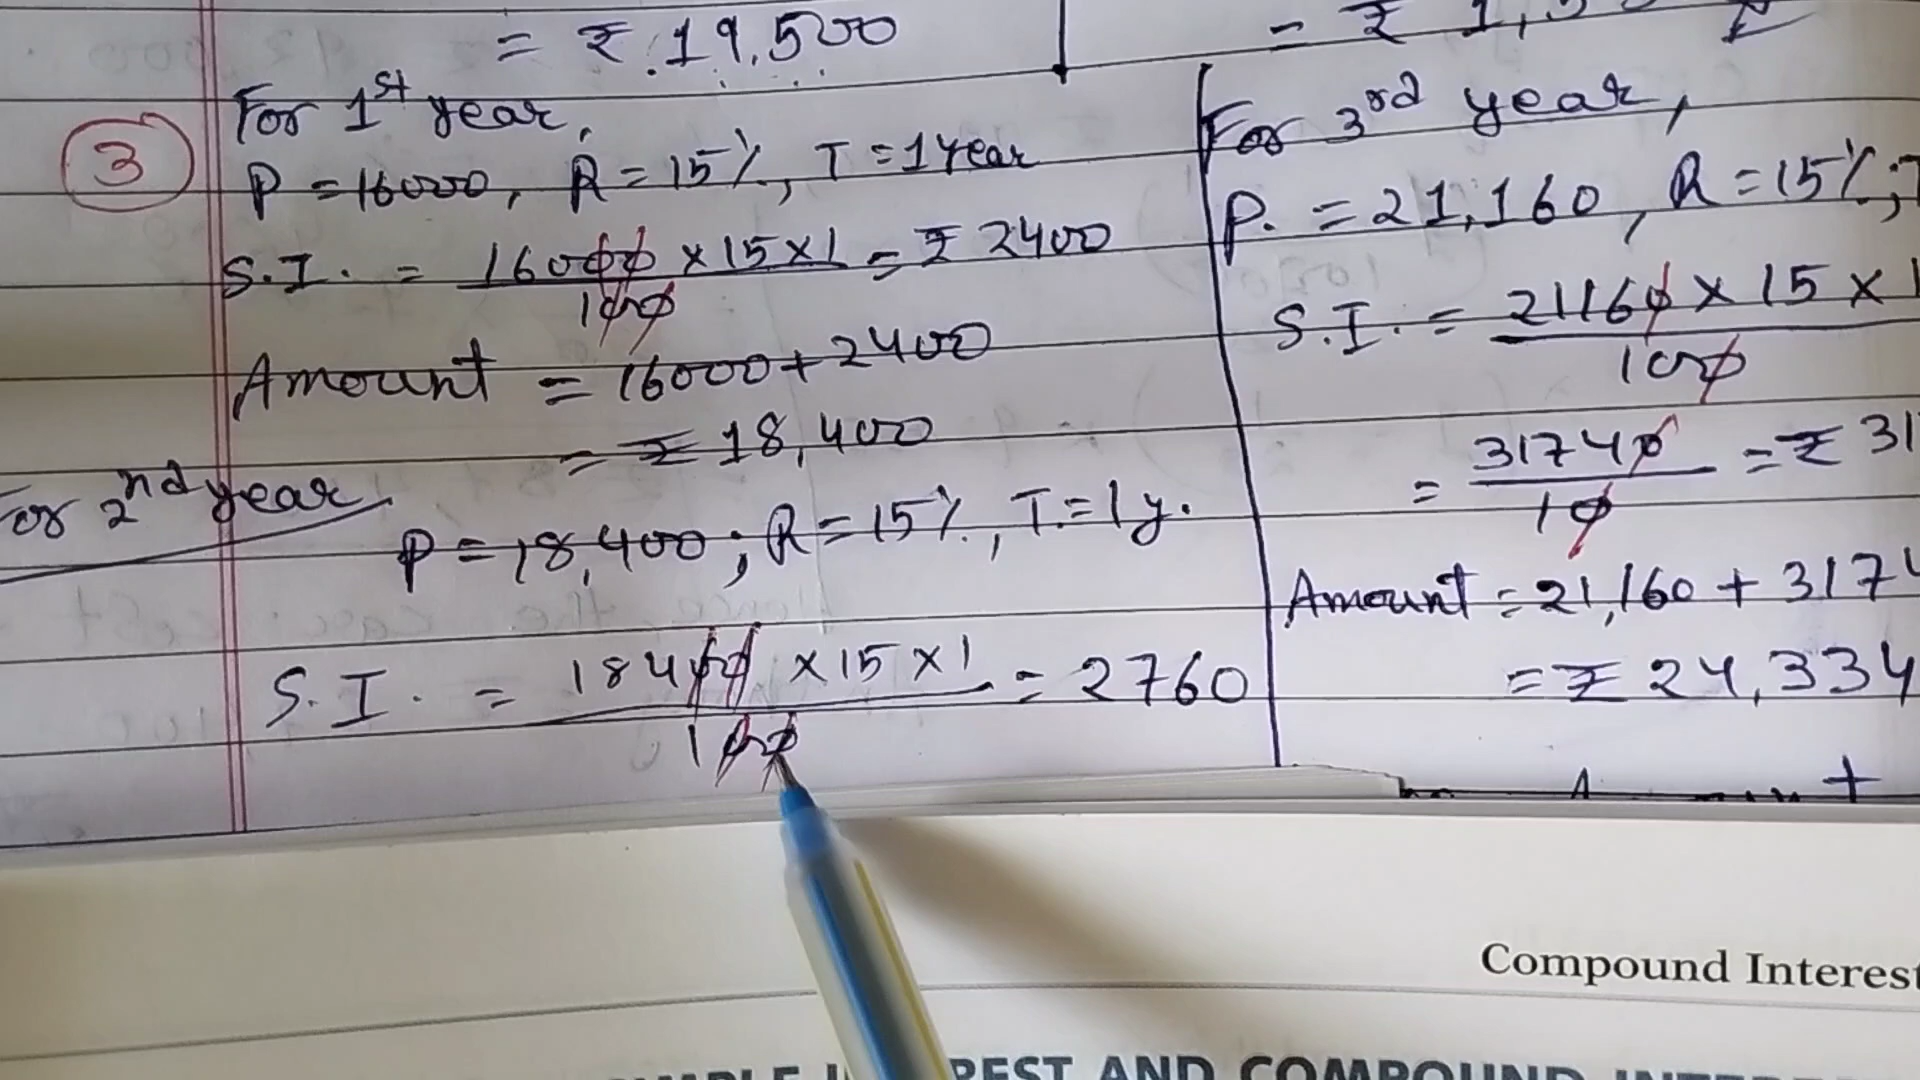 = ₹ 19,500
= ₹ 1,
3
For 1st year,
P = 16000, R = 15%, T = 1 year
S.I. = 16000 x 15 x 1 = ₹ 2400
100
Amount = 16000 + 2400
= ₹ 18,400
For 2nd year
P = 18,400; R = 15%, T. = 1 y.
S.I. = 18400 x 15 x 1 = 2760
100
For 3rd year,
P. = 21,160, R = 15%;
S.I. = 21160 x 15 x 1
100
= 31740 = ₹ 31
10
Amount = 21,160 + 3174
= ₹ 24,334
Compound Interest
AND COMPOUND